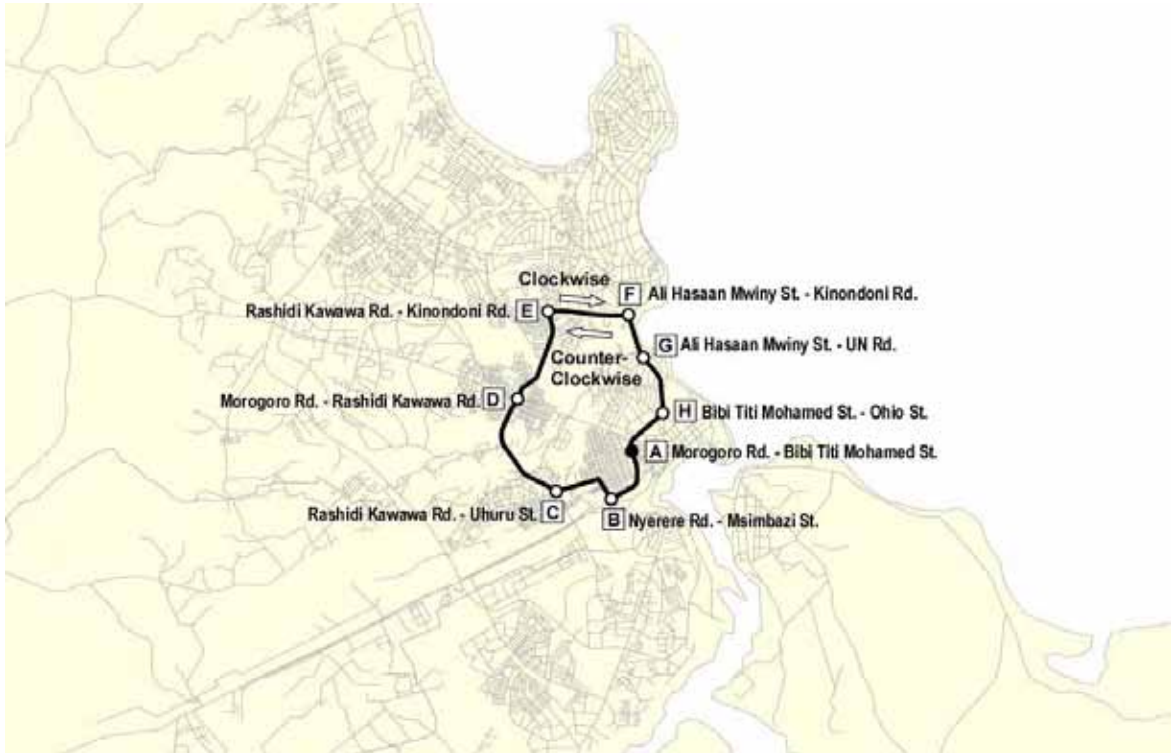 Clockwise
F Ali Hasaan Mwiny St. - Kinondoni Rd.
Rashidi Kawawa Rd. - Kinondoni Rd. E
G Ali Hasaan Mwiny St. - UN Rd.
Counter-
Clockwise
Morogoro Rd. - Rashidi Kawawa Rd. D
H Bibi Titi Mohamed St. - Ohio St.
A Morogoro Rd. - Bibi Titi Mohamed St.
Rashidi Kawawa Rd. - Uhuru St. C
B Nyerere Rd. - Msimbazi St.